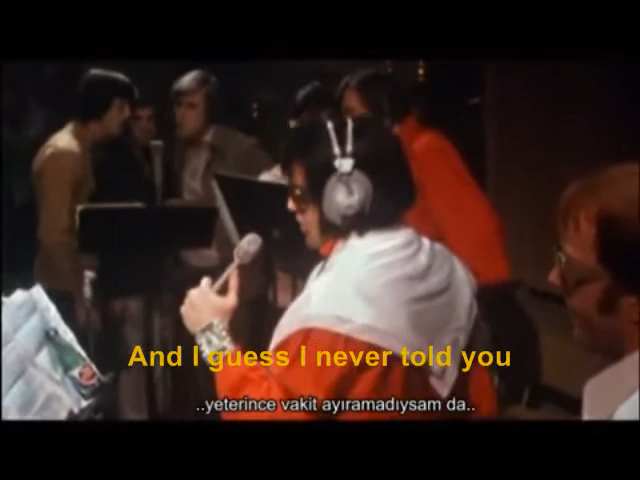 And I guess I never told you
..yeterince vakit ayıramadıysam da..